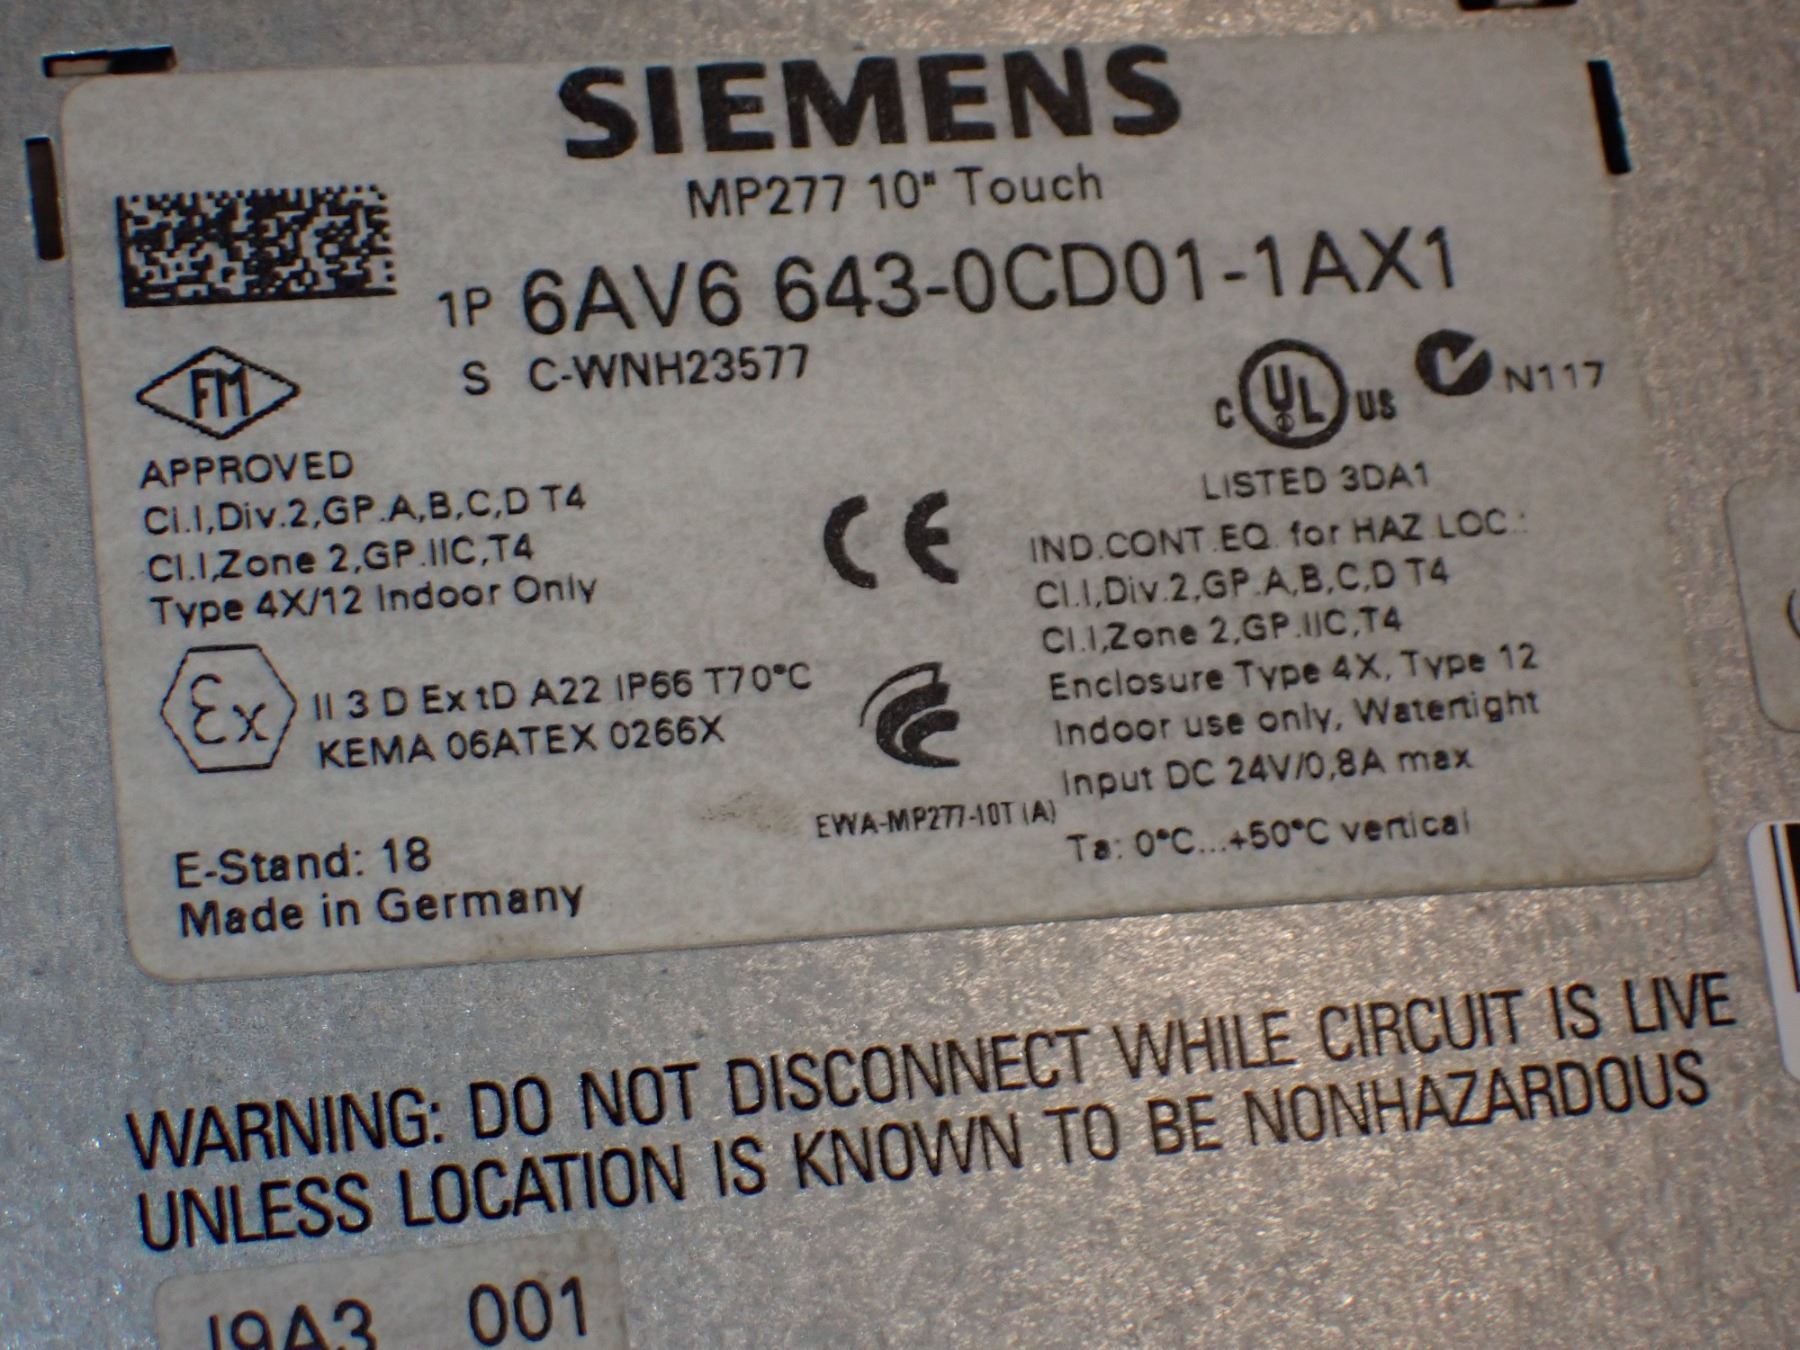 SIEMENS
MP277 10" Touch
1P 6AV6 643-0CD01-1AX1
S C-WNH23577
FM
APPROVED
Cl.I,Div.2,GP.A,B,C,D T4
Cl.I,Zone 2,GP.IIC,T4
Type 4X/12 Indoor Only
Ex II 3 D Ex tD A22 IP66 T70°C
KEMA 06ATEX 0266X
E-Stand: 18
Made in Germany
CE
EWA-MP277-10T (A)
C UL US N117
LISTED 3DA1
IND.CONT.EQ. for HAZ.LOC.:
Cl.I,Div.2,GP.A,B,C,D T4
Cl.I,Zone 2,GP.IIC,T4
Enclosure Type 4X, Type 12
Indoor use only, Watertight
Input DC 24V/0,8A max
Ta: 0°C...+50°C vertical
WARNING: DO NOT DISCONNECT WHILE CIRCUIT IS LIVE
UNLESS LOCATION IS KNOWN TO BE NONHAZARDOUS
001